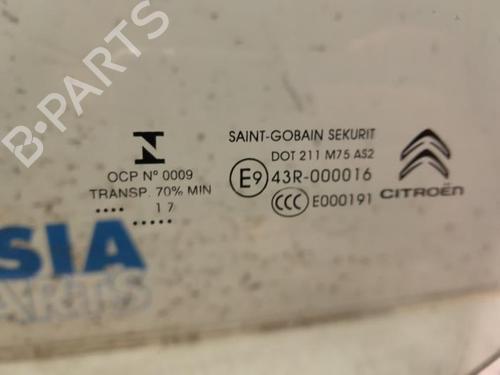 B-PARTS
SAINT-GOBAIN SEKURIT
DOT 211 M75 AS2
E9 43R-000016
CCC E000191
CITROËN
N
OCP Nº 0009
TRANSP. 70% MIN
.... 17 .....
SIA
ARTS